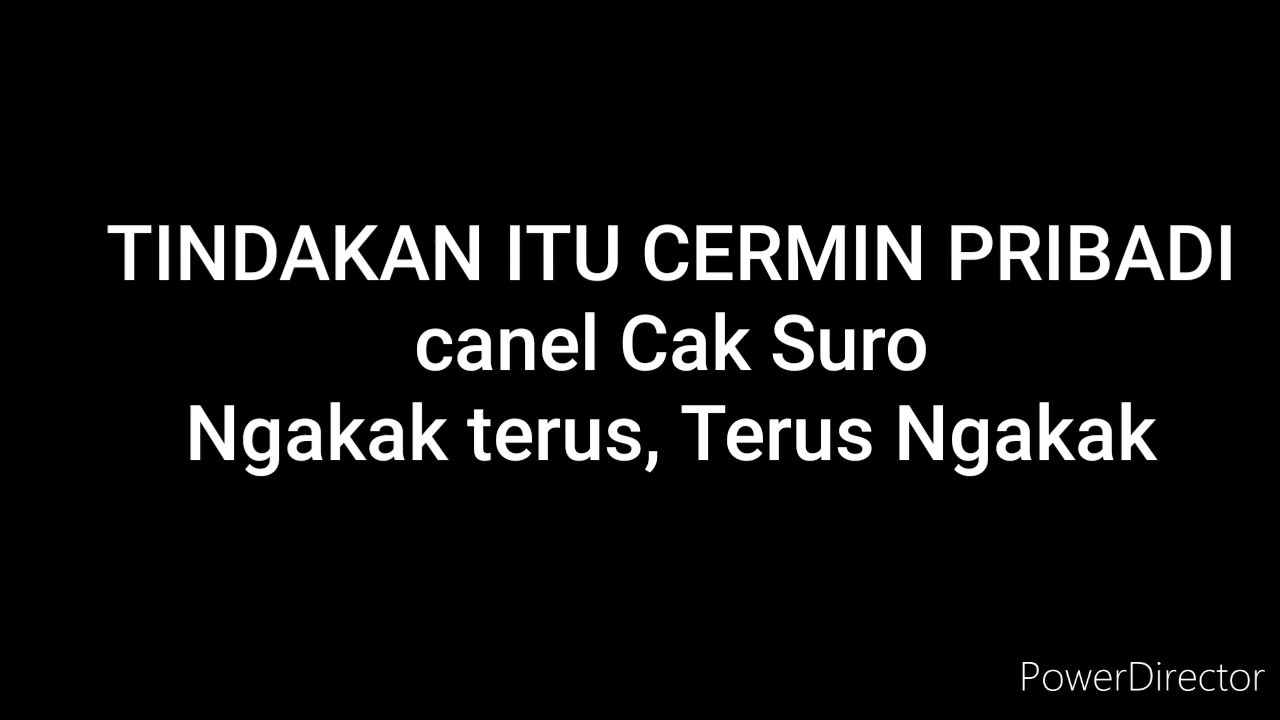 TINDAKAN ITU CERMIN PRIBADI
canel Cak Suro
Ngakak terus, Terus Ngakak
PowerDirector